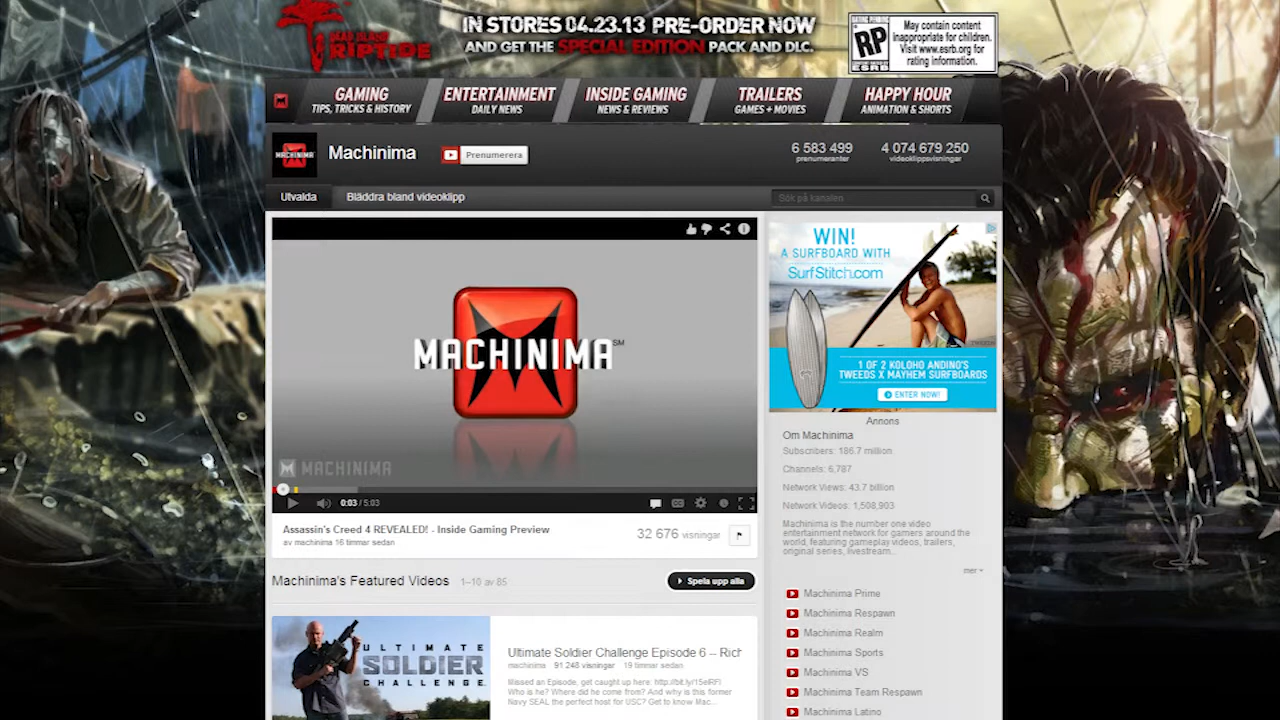 DEAD ISLAND
RIPTIDE
IN STORES 04.23.13 PRE-ORDER NOW
AND GET THE SPECIAL EDITION PACK AND DLC.
RATING PENDING
RP
ESRB
May contain content
inappropriate for children.
Visit www.esrb.org for
rating information.
GAMING
TIPS, TRICKS & HISTORY
ENTERTAINMENT
DAILY NEWS
INSIDE GAMING
NEWS & REVIEWS
TRAILERS
GAMES + MOVIES
HAPPY HOUR
ANIMATION & SHORTS
MACHINIMA
Machinima
Prenumerera
6 583 499
prenumeranter
4 074 679 250
videoklippsvisningar
Utvalda
Bläddra bland videoklipp
Sök på kanalen
MACHINIMA SM
MACHINIMA
0:03 / 5:03
Assassin's Creed 4 REVEALED! - Inside Gaming Preview
av machinima 16 timmar sedan
32 676 visningar
Machinima's Featured Videos 1–10 av 85
Spela upp alla
ULTIMATE
SOLDIER
CHALLENGE
Ultimate Soldier Challenge Episode 6 – Rich
machinima 91 248 visningar 19 timmar sedan
Missed an Episode, get caught up here: http://bit.ly/15elRFl
Who is he? Where did he come from? And why is this former
Navy SEAL the perfect host for USC? Get to know Mac...
WIN!
A SURFBOARD WITH
SurfStitch.com
1 OF 2 KOLOHO ANDINO'S
TWEEDS X MAYHEM SURFBOARDS
ENTER NOW!
Annons
Om Machinima
Subscribers: 186.7 million
Channels: 6,787
Network Views: 43.7 billion
Network Videos: 1,508,903
Machinima is the number one video
entertainment network for gamers around the
world, featuring gameplay videos, trailers,
original series, livestream...
mer
Machinima Prime
Machinima Respawn
Machinima Realm
Machinima Sports
Machinima VS
Machinima Team Respawn
Machinima Latino